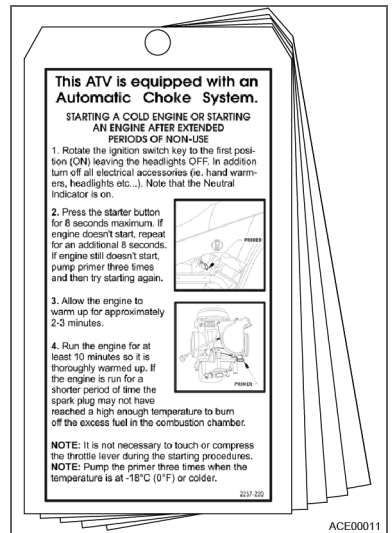 This ATV is equipped with an
Automatic Choke System.
STARTING A COLD ENGINE OR STARTING
AN ENGINE AFTER EXTENDED
PERIODS OF NON-USE
1. Rotate the ignition switch key to the first posi-
tion (ON) leaving the headlights OFF. In addition
turn off all electrical accessories (ie. hand warm-
ers, headlights etc...). Note that the Neutral
Indicator is on.
2. Press the starter button
for 8 seconds maximum. If
engine doesn't start, repeat
for an additional 8 seconds.
If engine still doesn't start,
pump primer three times
and then try starting again.
PRIMER
3. Allow the engine to
warm up for approximately
2-3 minutes.
4. Run the engine for at
least 10 minutes so it is
thoroughly warmed up. If
the engine is run for a
shorter period of time the
spark plug may not have
reached a high enough temperature to burn
off the excess fuel in the combustion chamber.
PRIMER
NOTE: It is not necessary to touch or compress
the throttle lever during the starting procedures.
NOTE: Pump the primer three times when the
temperature is at -18°C (0°F) or colder.
2257-220
ACE00011